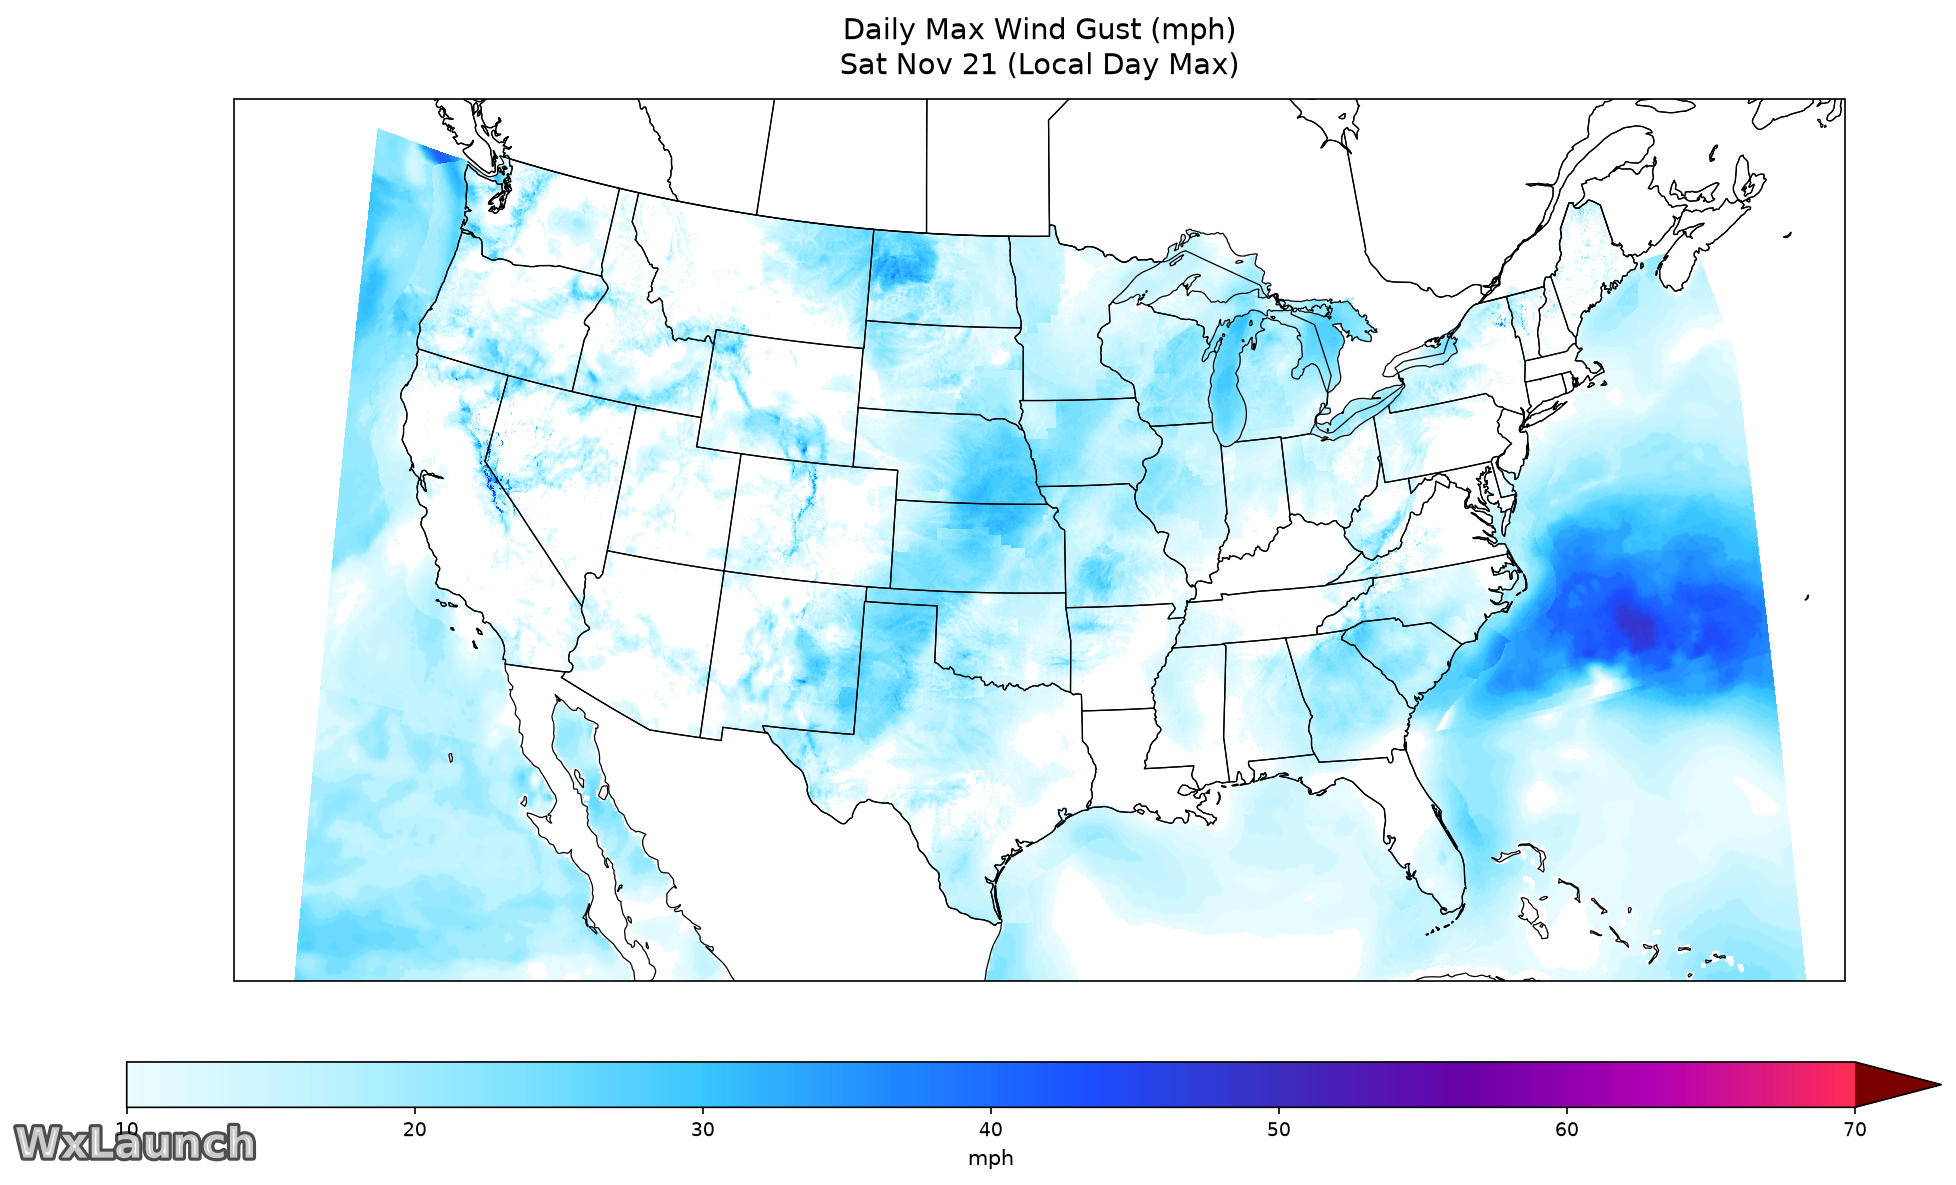 Daily Max Wind Gust (mph)
Sat Nov 21 (Local Day Max)
10 20 30 40 50 60 70
mph
WxLaunch